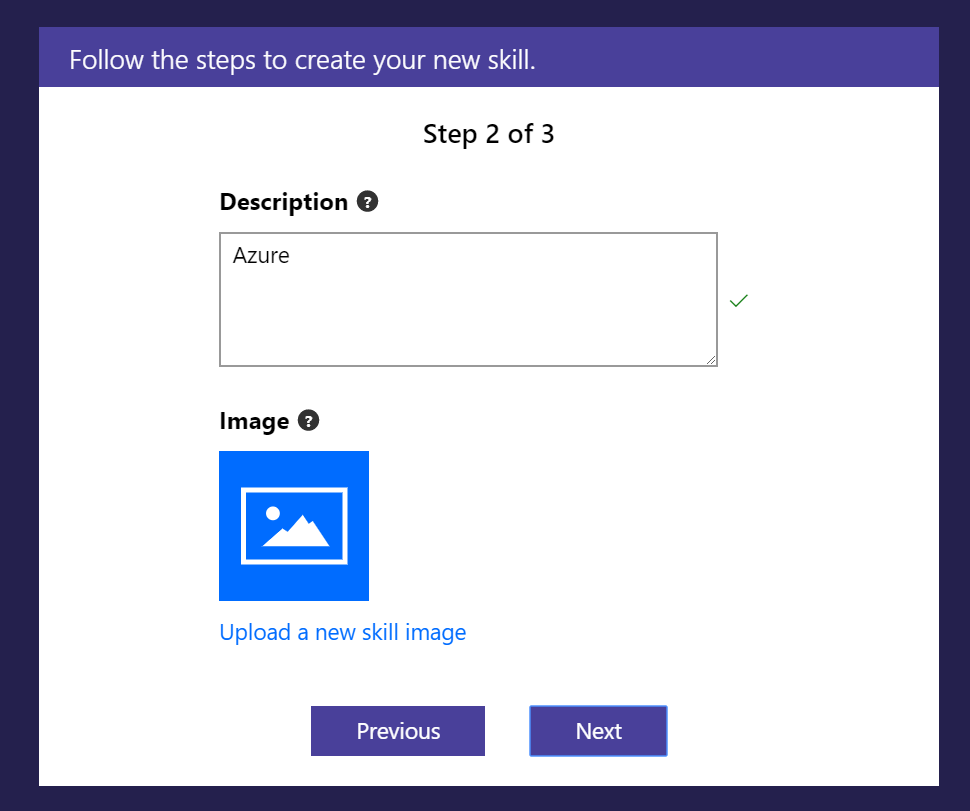 Follow the steps to create your new skill.
Step 2 of 3
Description ?
Azure
Image ?
Upload a new skill image
Previous
Next